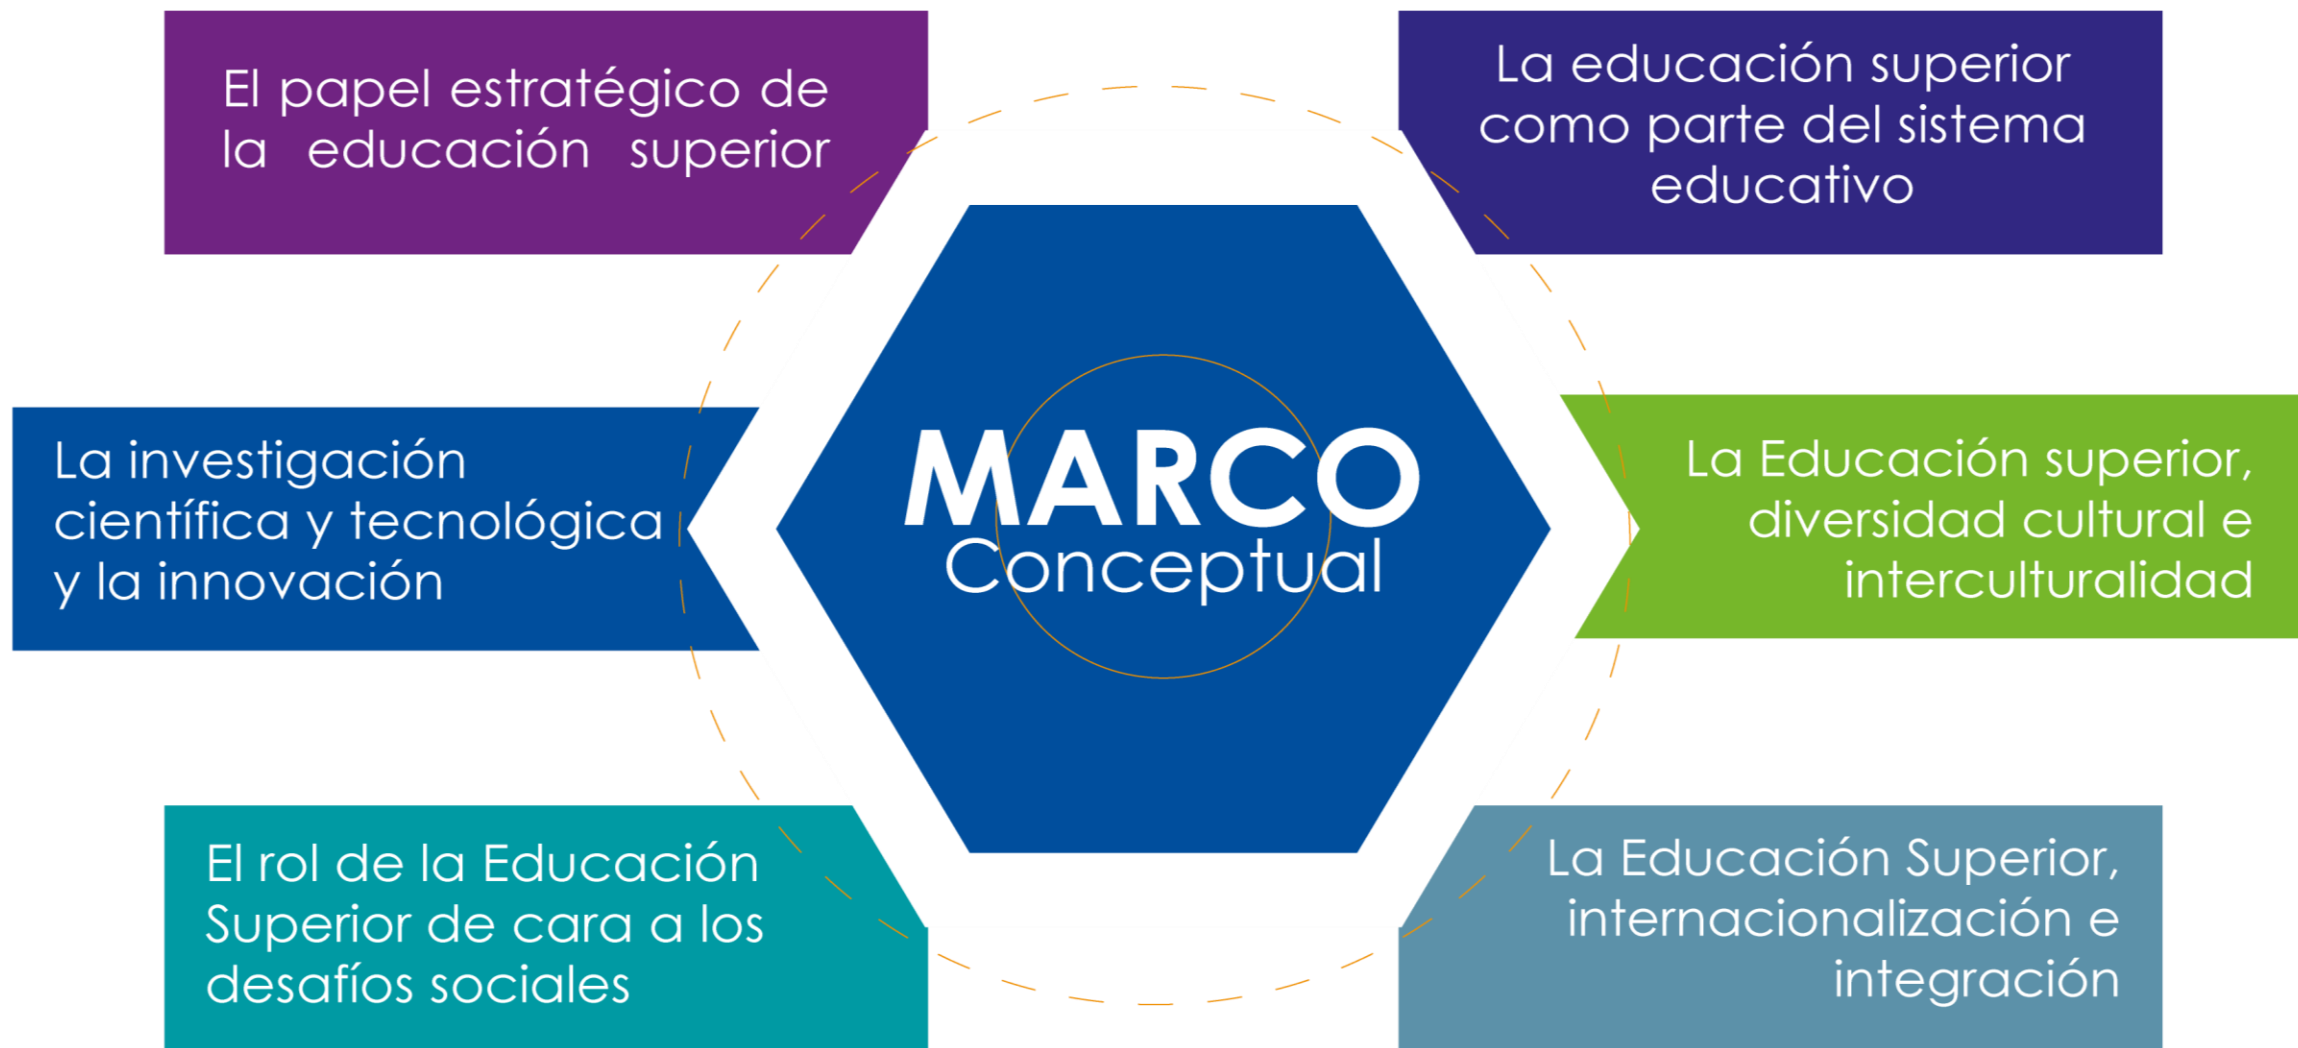 El papel estratégico de
la educación superior
La educación superior
como parte del sistema
educativo
La investigación
científica y tecnológica
y la innovación
MARCO
Conceptual
La Educación superior,
diversidad cultural e
interculturalidad
El rol de la Educación
Superior de cara a los
desafíos sociales
La Educación Superior,
internacionalización e
integración